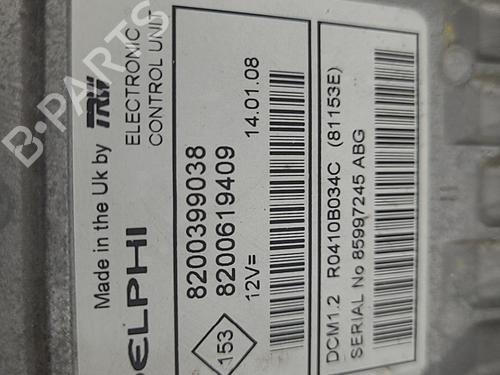 Made in the Uk by TRW
DELPHI
ELECTRONIC
CONTROL UNIT
8200399038
8200619409
12V=
14.01.08
153
DCM1.2 R0410B034C (81153E)
SERIAL No 85997245 ABG
B-PARTS